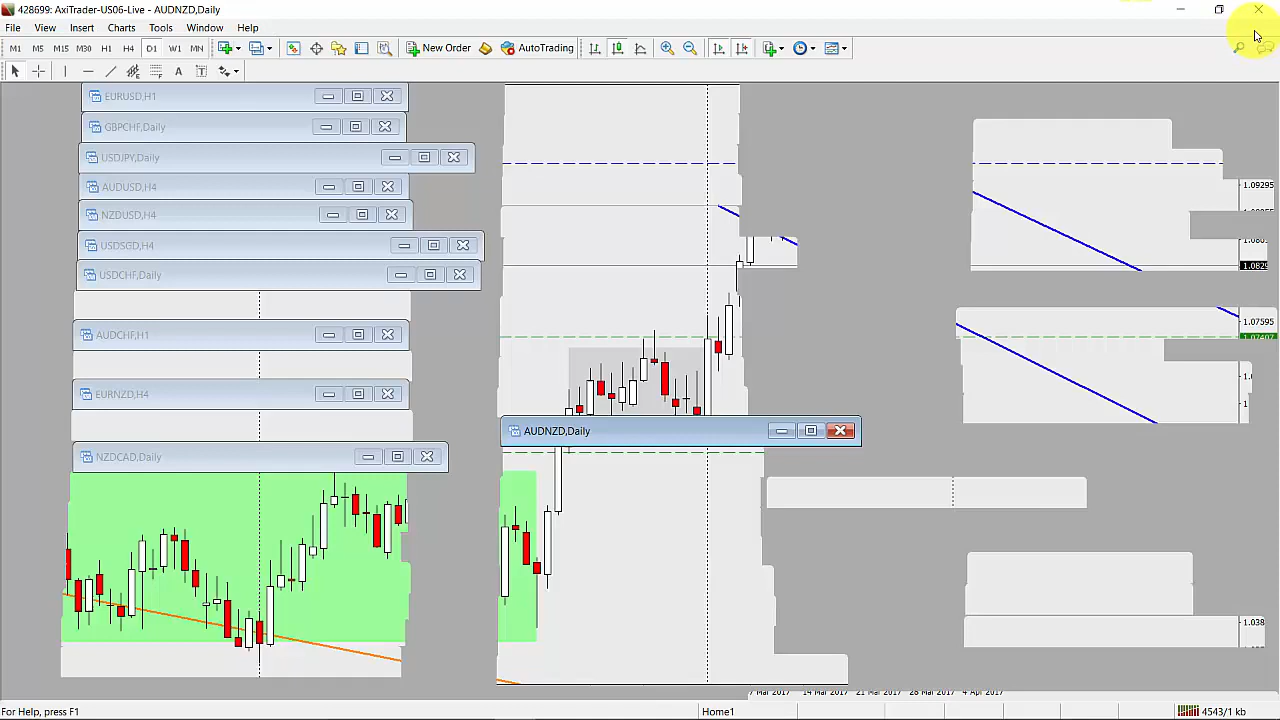 428699: AxiTrader-US06-Live - AUDNZD,Daily
File View Insert Charts Tools Window Help
M1 M5 M15 M30 H1 H4 D1 W1 MN New Order AutoTrading
A T
EURUSD,H1
GBPCHF,Daily
USDJPY,Daily
AUDUSD,H4
NZDUSD,H4
USDSGD,H4
USDCHF,Daily
AUDCHF,H1
EURNZD,H4
NZDCAD,Daily
AUDNZD,Daily
1.09295
1.0829
1.07595
1.07407
1.038
7 Mar 2017 14 Mar 2017 21 Mar 2017 28 Mar 2017 4 Apr 2017
For Help, press F1 Home1 4543/1 kb